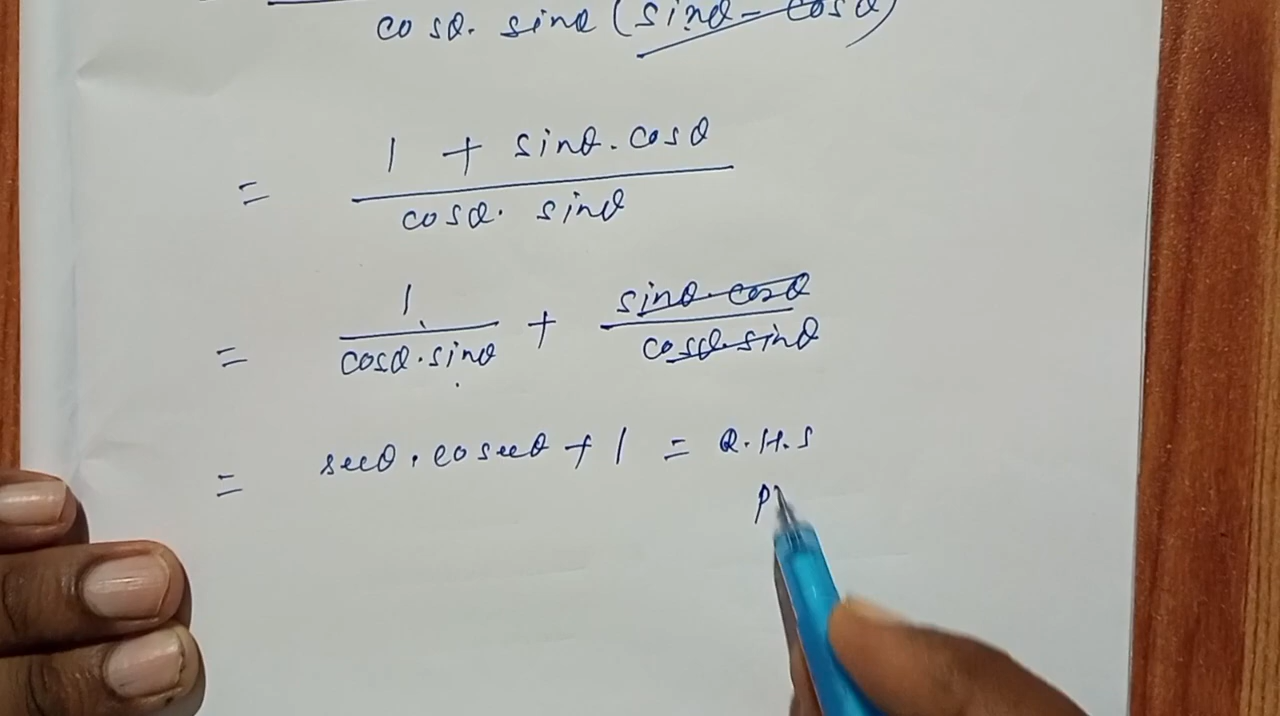 cosθ. sinθ (sinθ - cosθ)
= 1 + sinθ.cosθ / cosθ. sinθ
= 1 / cosθ.sinθ + sinθ.cosθ / cosθ.sinθ
= secθ . cosecθ + 1 = R.H.S